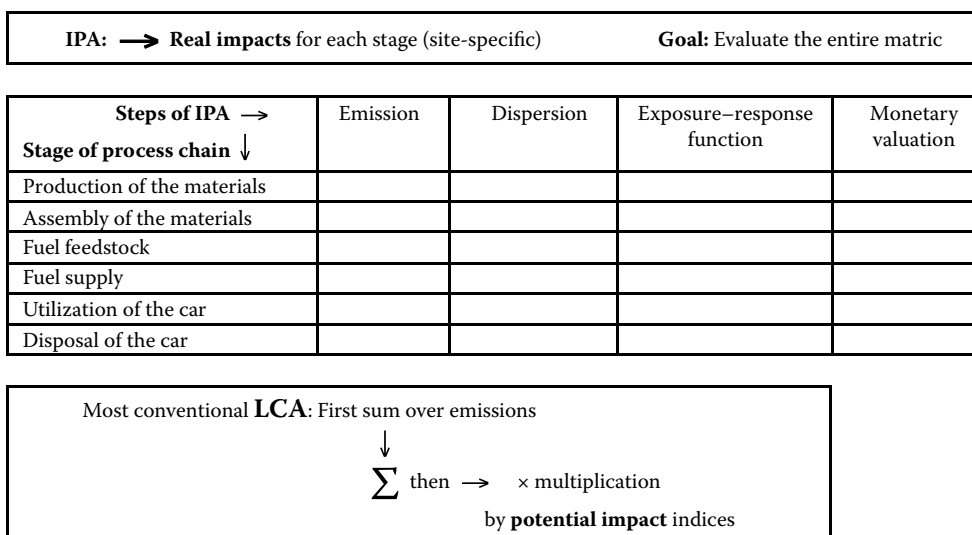 IPA: → Real impacts for each stage (site-specific) Goal: Evaluate the entire matric
Steps of IPA → Emission Dispersion Exposure–response Monetary
Stage of process chain ↓ function valuation
Production of the materials
Assembly of the materials
Fuel feedstock
Fuel supply
Utilization of the car
Disposal of the car
Most conventional LCA: First sum over emissions
↓
∑ then → × multiplication
by potential impact indices